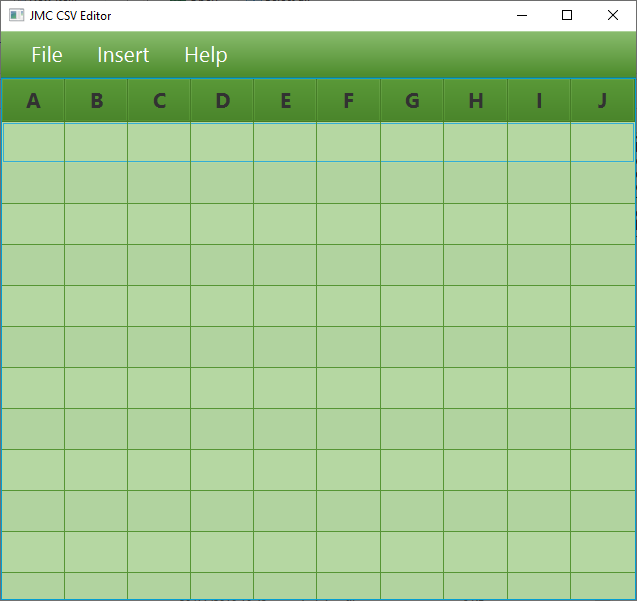 JMC CSV Editor
File Insert Help
A B C D E F G H I J